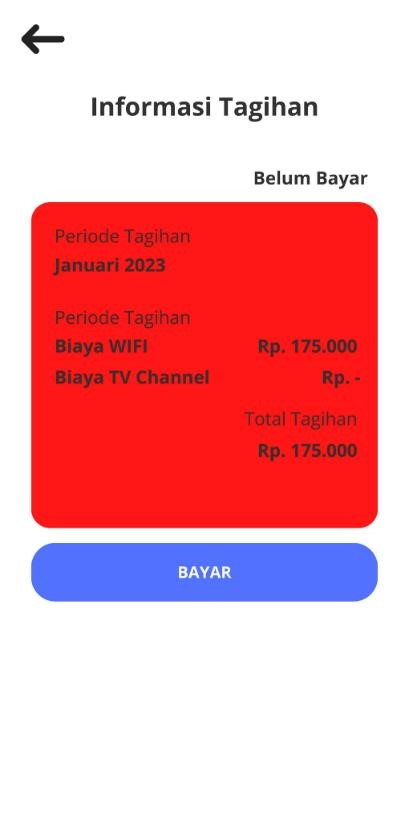 Informasi Tagihan
Belum Bayar
Periode Tagihan
Januari 2023
Periode Tagihan
Biaya WIFI Rp. 175.000
Biaya TV Channel Rp. -
Total Tagihan
Rp. 175.000
BAYAR